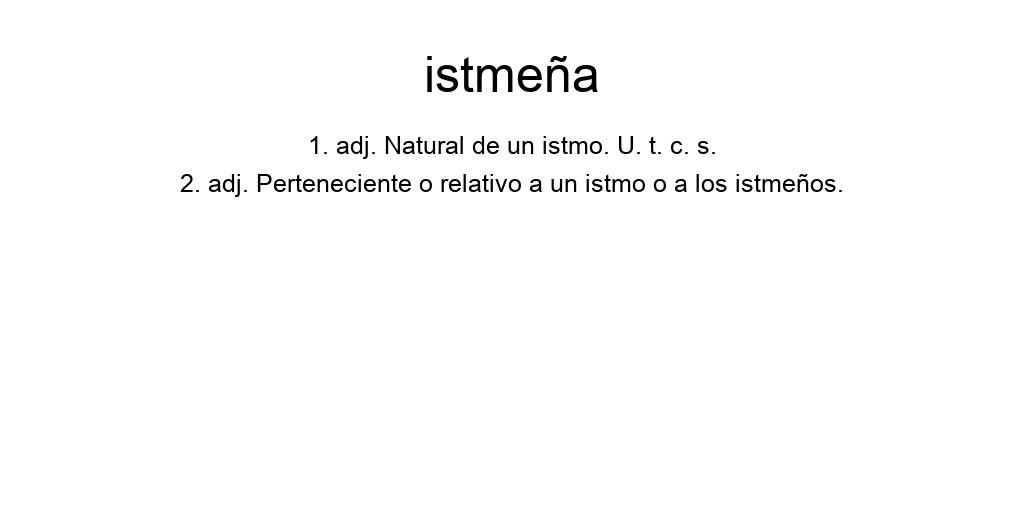 istmeña
1. adj. Natural de un istmo. U. t. c. s.
2. adj. Perteneciente o relativo a un istmo o a los istmeños.